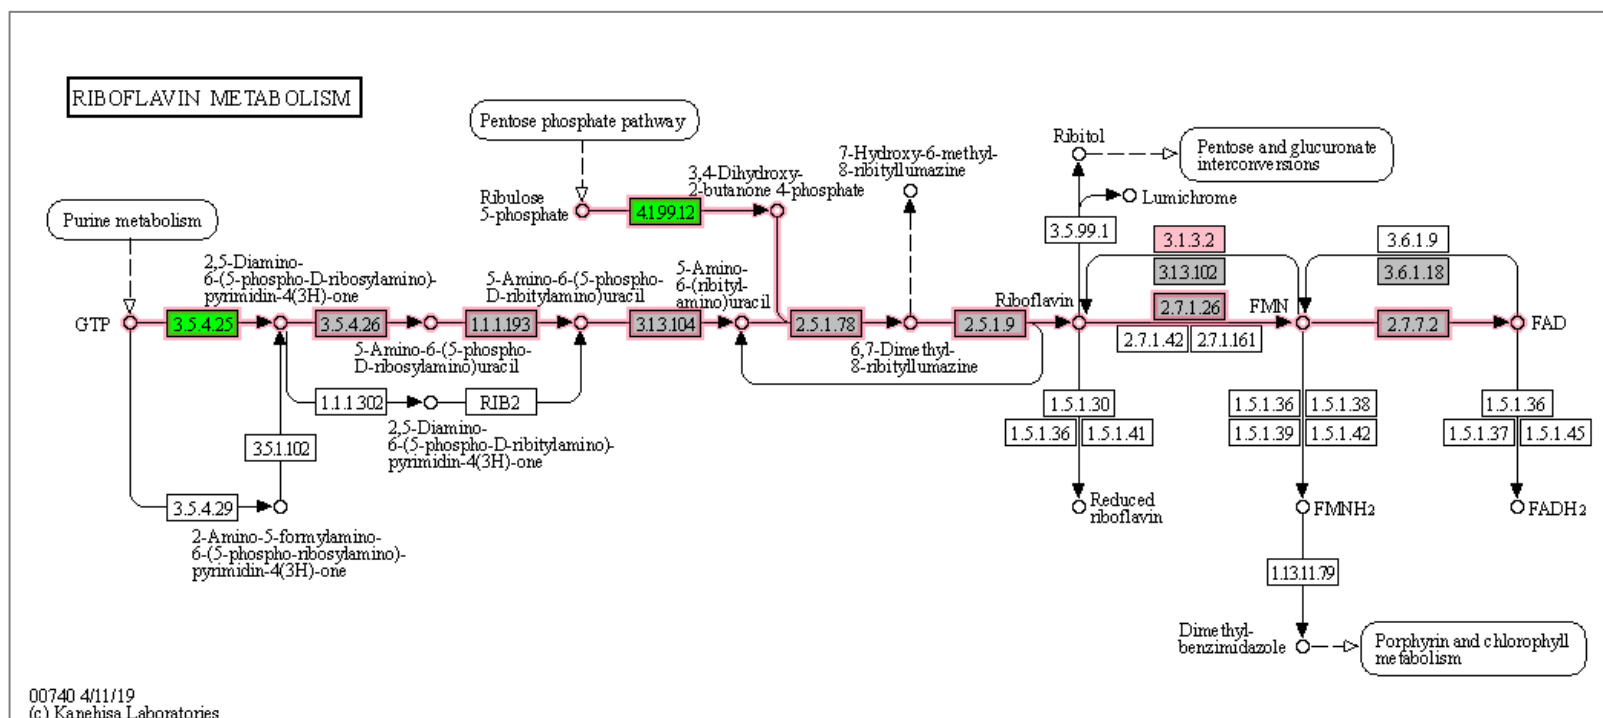 RIBOFLAVIN METABOLISM
Pentose phosphate pathway
Ribitol
Pentose and glucuronate
interconversions
7-Hydroxy-6-methyl-
8-ribityllumazine
3,4-Dihydroxy-
2-butanone 4-phosphate
Ribulose
5-phosphate
4.1.99.12
Lumichrome
Purine metabolism
3.5.99.1
3.1.3.2
3.6.1.9
2,5-Diamino-
6-(5-phospho-D-ribosylamino)-
pyrimidin-4(3H)-one
5-Amino-6-(5-phospho-
D-ribitylamino)uracil
5-Amino-
6-(ribityl-
amino)uracil
3.1.3.102
3.6.1.18
Riboflavin
2.7.1.26
FMN
GTP
3.5.4.25
3.5.4.26
1.1.1.193
3.1.3.104
2.5.1.78
2.5.1.9
2.7.7.2
FAD
2.7.1.42
2.7.1.161
5-Amino-6-(5-phospho-
D-ribosylamino)uracil
6,7-Dimethyl-
8-ribityllumazine
1.1.1.302
RIB2
1.5.1.30
1.5.1.36
1.5.1.38
1.5.1.36
2,5-Diamino-
6-(5-phospho-D-ribitylamino)-
pyrimidin-4(3H)-one
1.5.1.36
1.5.1.41
1.5.1.39
1.5.1.42
1.5.1.37
1.5.1.45
3.5.1.102
3.5.4.29
Reduced
riboflavin
FMNH2
FADH2
2-Amino-5-formylamino-
6-(5-phospho-ribosylamino)-
pyrimidin-4(3H)-one
1.13.11.79
Dimethyl-
benzimidazole
Porphyrin and chlorophyll
metabolism
00740 4/11/19
(c) Kanehisa Laboratories